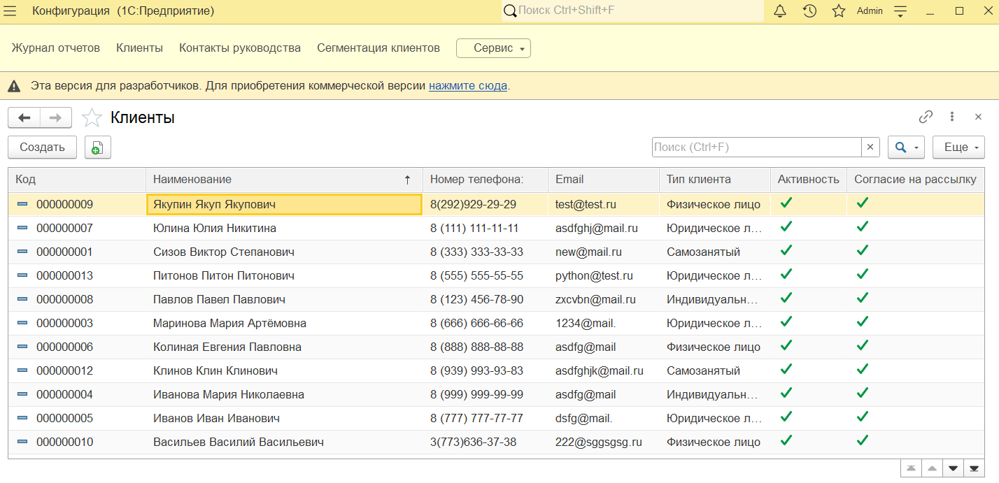 Конфигурация (1С:Предприятие) Поиск Ctrl+Shift+F Admin
Журнал отчетов Клиенты Контакты руководства Сегментация клиентов Сервис
Эта версия для разработчиков. Для приобретения коммерческой версии нажмите сюда.
Клиенты
Создать Поиск (Ctrl+F) × Еще
Код Наименование ↑ Номер телефона: Email Тип клиента Активность Согласие на рассылку
000000009 Якупин Якуп Якупович 8(292)929-29-29 test@test.ru Физическое лицо
000000007 Юлина Юлия Никитина 8 (111) 111-11-11 asdfghj@mail.ru Юридическое л…
000000001 Сизов Виктор Степанович 8 (333) 333-33-33 new@mail.ru Самозанятый
000000013 Питонов Питон Питонович 8 (555) 555-55-55 python@test.ru Юридическое л…
000000008 Павлов Павел Павлович 8 (123) 456-78-90 zxcvbn@mail.ru Индивидуальн…
000000003 Маринова Мария Артёмовна 8 (666) 666-66-66 1234@mail. Юридическое л…
000000006 Колиная Евгения Павловна 8 (888) 888-88-88 asdfg@mail Физическое лицо
000000012 Клинов Клин Клинович 8 (939) 993-93-83 asdfghjk@mail.ru Самозанятый
000000004 Иванова Мария Николаевна 8 (999) 999-99-99 asdfg@mail Индивидуальн…
000000005 Иванов Иван Иванович 8 (777) 777-77-77 dsfg@mail. Юридическое л…
000000010 Васильев Василий Васильевич 3(773)636-37-38 222@sggsgsg.ru Физическое лицо